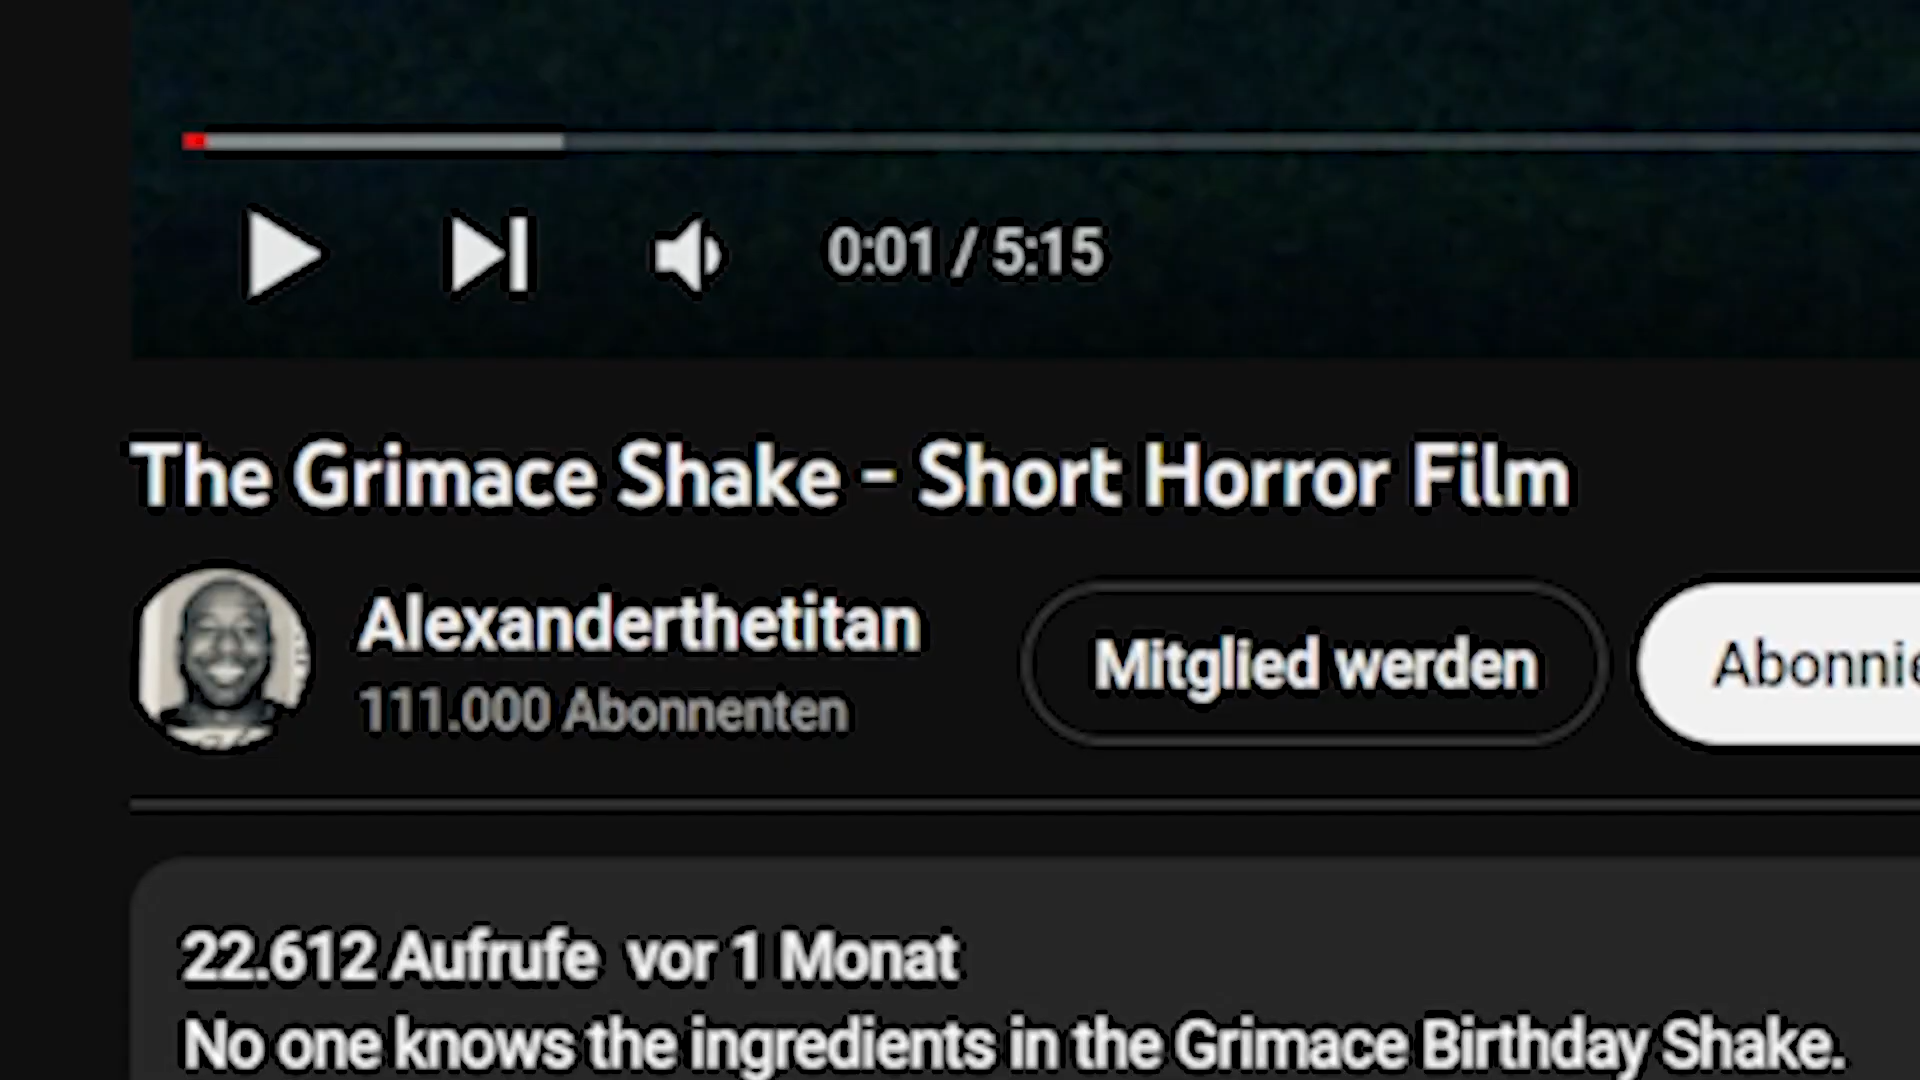 0:01 / 5:15
The Grimace Shake - Short Horror Film
Alexanderthetitan
111.000 Abonnenten
Mitglied werden
Abonnie
22.612 Aufrufe vor 1 Monat
No one knows the ingredients in the Grimace Birthday Shake.